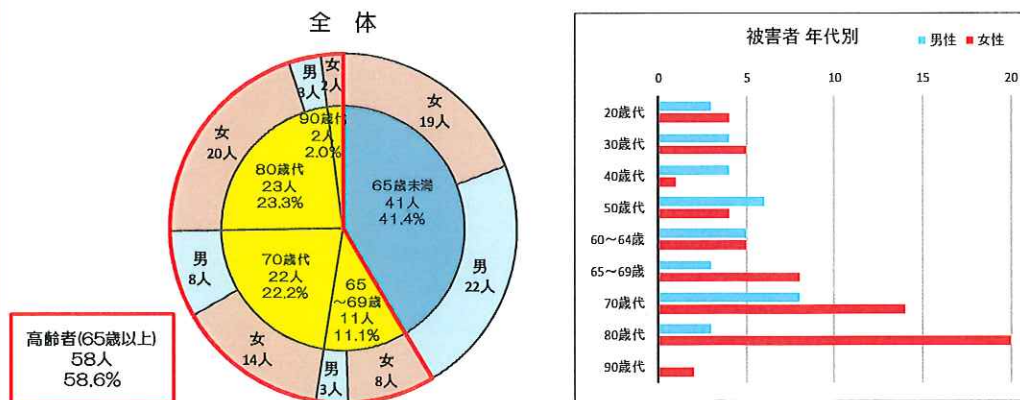 全 体
女
19人
男
22人
女
8人
男
3人
女
14人
男
8人
女
20人
男
3人
女
2人
65歳未満
41人
41.4%
65
～69歳
11人
11.1%
70歳代
22人
22.2%
80歳代
23人
23.3%
90歳代
2人
2.0%
高齢者(65歳以上)
58人
58.6%
被害者 年代別
男性 女性
0 5 10 15 20
20歳代
30歳代
40歳代
50歳代
60～64歳
65～69歳
70歳代
80歳代
90歳代